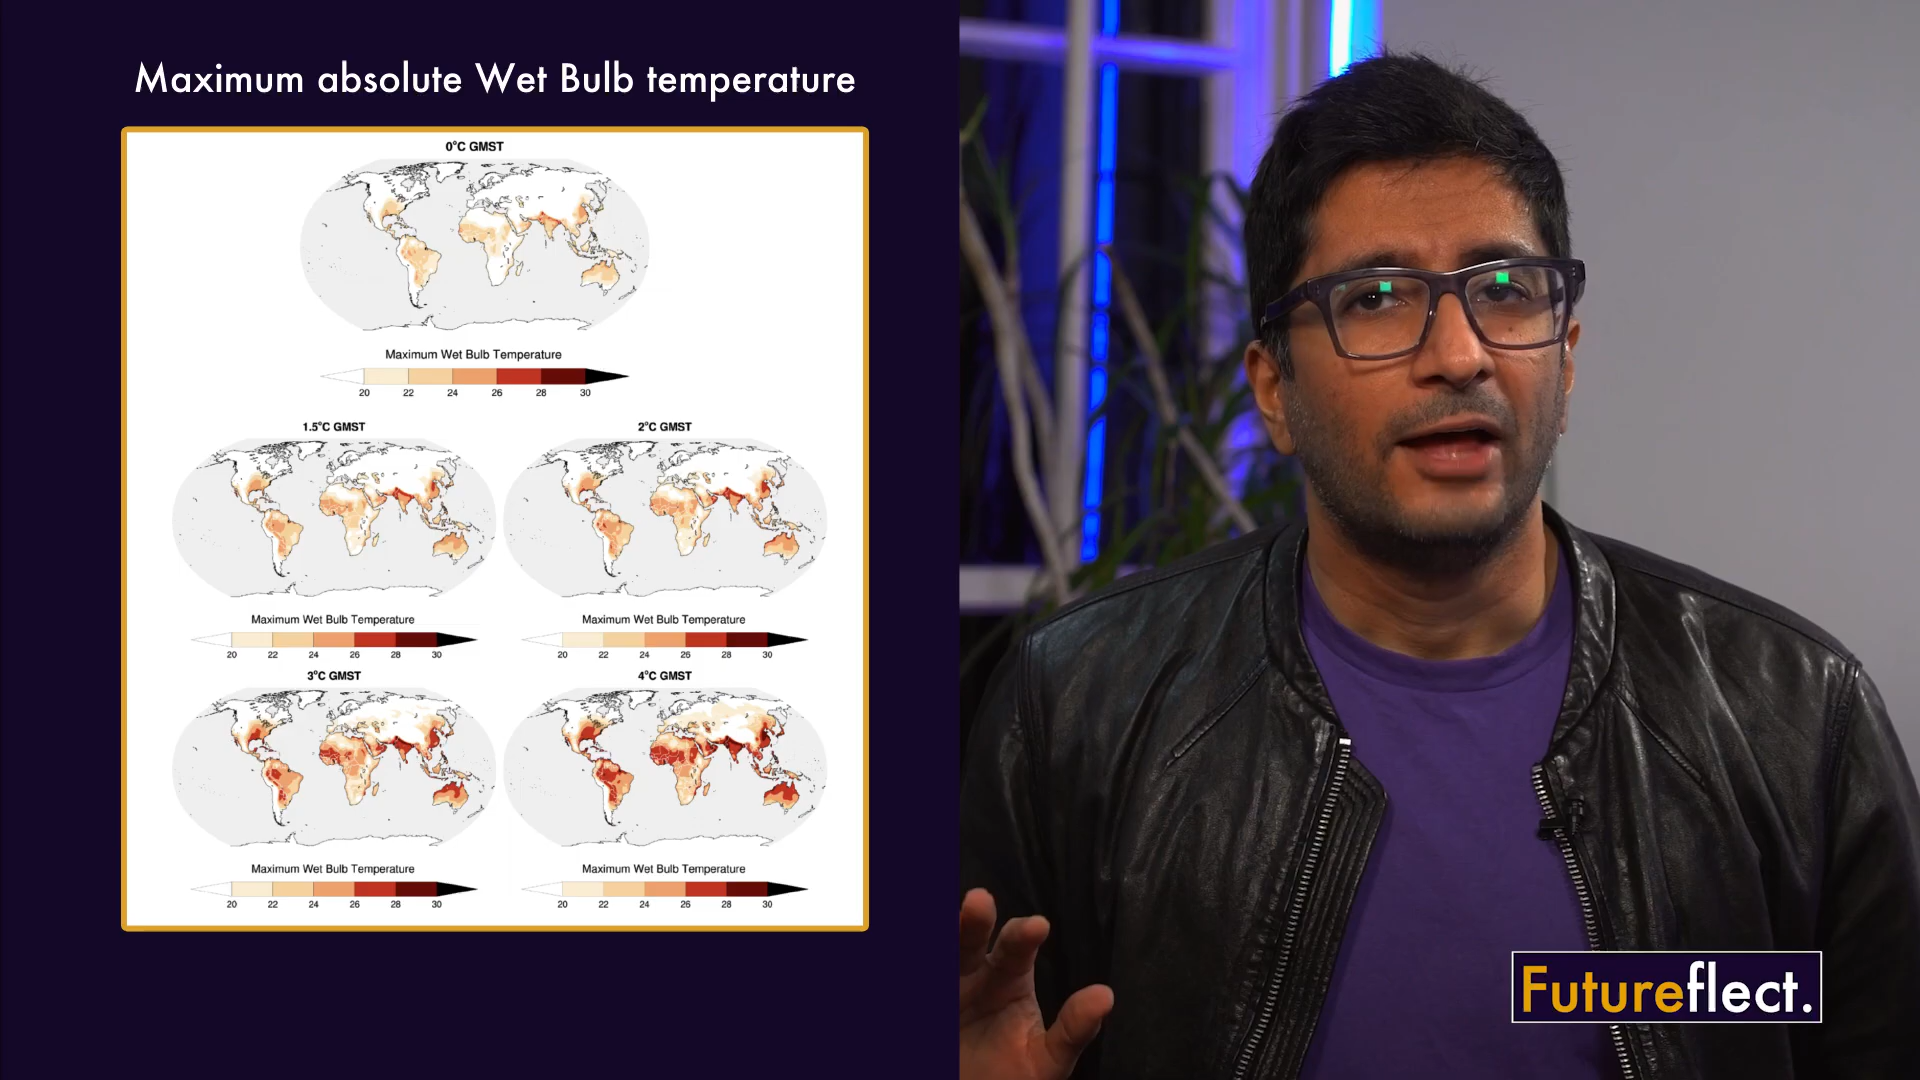 Maximum absolute Wet Bulb temperature
0°C GMST
Maximum Wet Bulb Temperature
20 22 24 26 28 30
1.5°C GMST
2°C GMST
Maximum Wet Bulb Temperature
Maximum Wet Bulb Temperature
20 22 24 26 28 30
20 22 24 26 28 30
3°C GMST
4°C GMST
Maximum Wet Bulb Temperature
Maximum Wet Bulb Temperature
20 22 24 26 28 30
20 22 24 26 28 30
Futureflect.